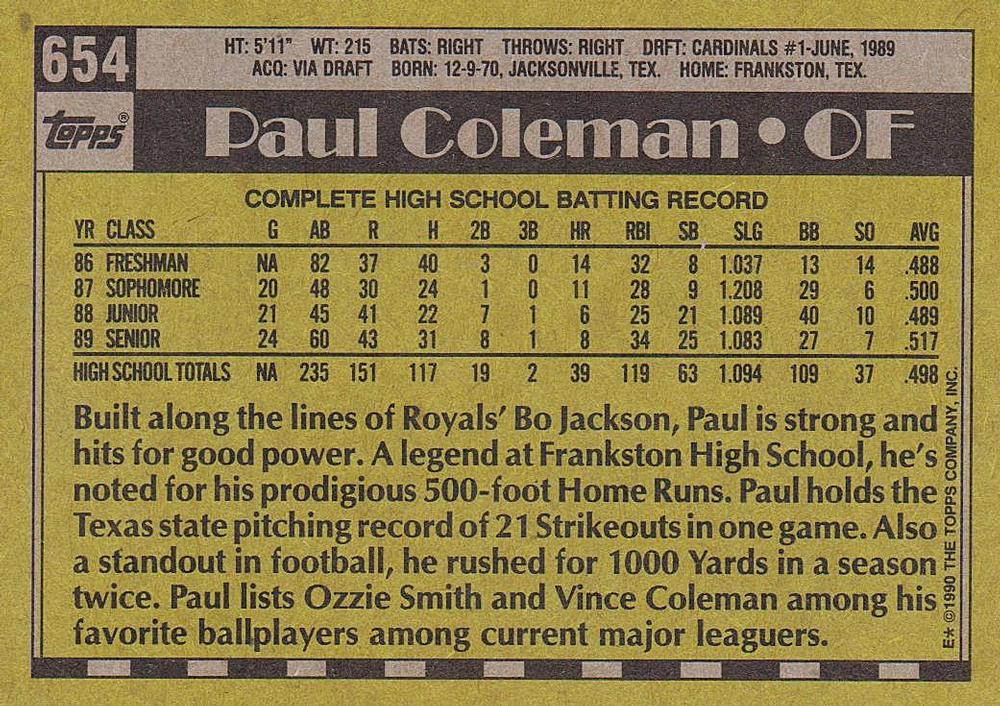 654
HT: 5'11" WT: 215 BATS: RIGHT THROWS: RIGHT DRFT: CARDINALS #1-JUNE, 1989
ACQ: VIA DRAFT BORN: 12-9-70, JACKSONVILLE, TEX. HOME: FRANKSTON, TEX.
topps®
Paul Coleman • OF
COMPLETE HIGH SCHOOL BATTING RECORD
YR CLASS G AB R H 2B 3B HR RBI SB SLG BB SO AVG
86 FRESHMAN NA 82 37 40 3 0 14 32 8 1.037 13 14 .488
87 SOPHOMORE 20 48 30 24 1 0 11 28 9 1.208 29 6 .500
88 JUNIOR 21 45 41 22 7 1 6 25 21 1.089 40 10 .489
89 SENIOR 24 60 43 31 8 1 8 34 25 1.083 27 7 .517
HIGH SCHOOL TOTALS NA 235 151 117 19 2 39 119 63 1.094 109 37 .498
Built along the lines of Royals' Bo Jackson, Paul is strong and
hits for good power. A legend at Frankston High School, he's
noted for his prodigious 500-foot Home Runs. Paul holds the
Texas state pitching record of 21 Strikeouts in one game. Also
a standout in football, he rushed for 1000 Yards in a season
twice. Paul lists Ozzie Smith and Vince Coleman among his
favorite ballplayers among current major leaguers.
E* ©1990 THE TOPPS COMPANY, INC.